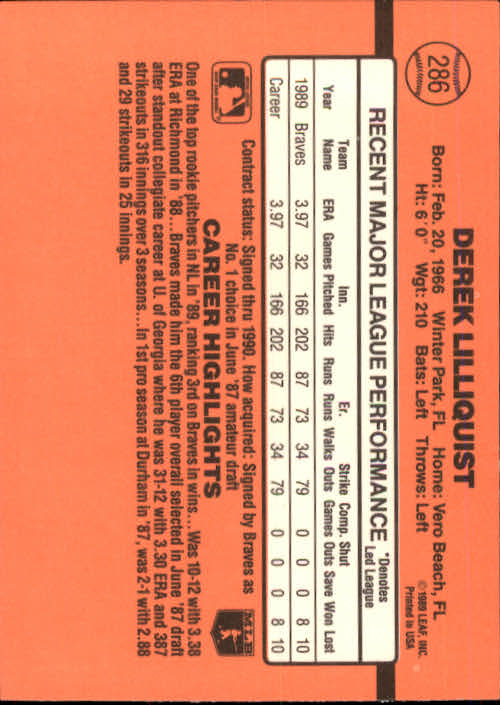 286
DEREK LILLIQUIST
Born: Feb. 20, 1966 Winter Park, FL Home: Vero Beach, FL
Ht: 6' 0" Wgt: 210 Bats: Left Throws: Left
©1989 LEAF, INC.
Printed in USA
RECENT MAJOR LEAGUE PERFORMANCE *Denotes
Led League
Team Inn. Er. Strike Comp. Shut
Year Name ERA Games Pitched Hits Runs Runs Walks Outs Games Outs Save Won Lost
1989 Braves 3.97 32 166 202 87 73 34 79 0 0 0 8 10
Career 3.97 32 166 202 87 73 34 79 0 0 0 8 10
Contract status: Signed thru 1990. How acquired: Signed by Braves as
No. 1 choice in June '87 amateur draft
MLB
CAREER HIGHLIGHTS
One of the top rookie pitchers in NL in '89, ranking 3rd on Braves in wins... Was 10-12 with 3.38
ERA at Richmond in '88... Braves made him the 6th player overall selected in June '87 draft
after standout collegiate career at U. of Georgia where he was 31-12 with 3.30 ERA and 387
strikeouts in 316 innings over 3 seasons... In 1st pro season at Durham in '87, was 2-1 with 2.88
and 29 strikeouts in 25 innings.